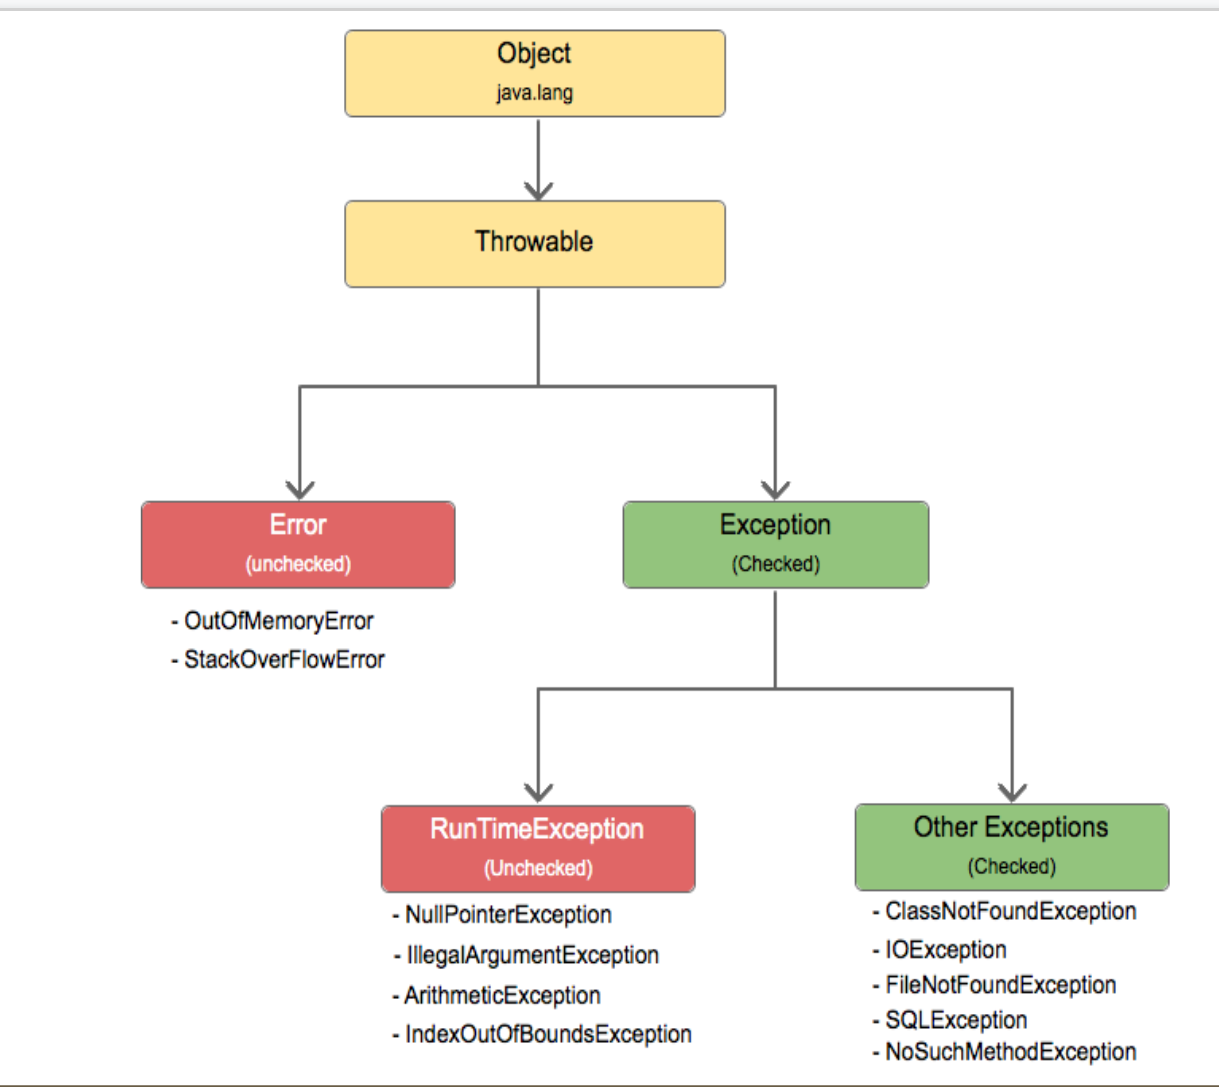 Object
java.lang
Throwable
Error
(unchecked)
- OutOfMemoryError
- StackOverFlowError
Exception
(Checked)
RunTimeException
(Unchecked)
- NullPointerException
- IllegalArgumentException
- ArithmeticException
- IndexOutOfBoundsException
Other Exceptions
(Checked)
- ClassNotFoundException
- IOException
- FileNotFoundException
- SQLException
- NoSuchMethodException